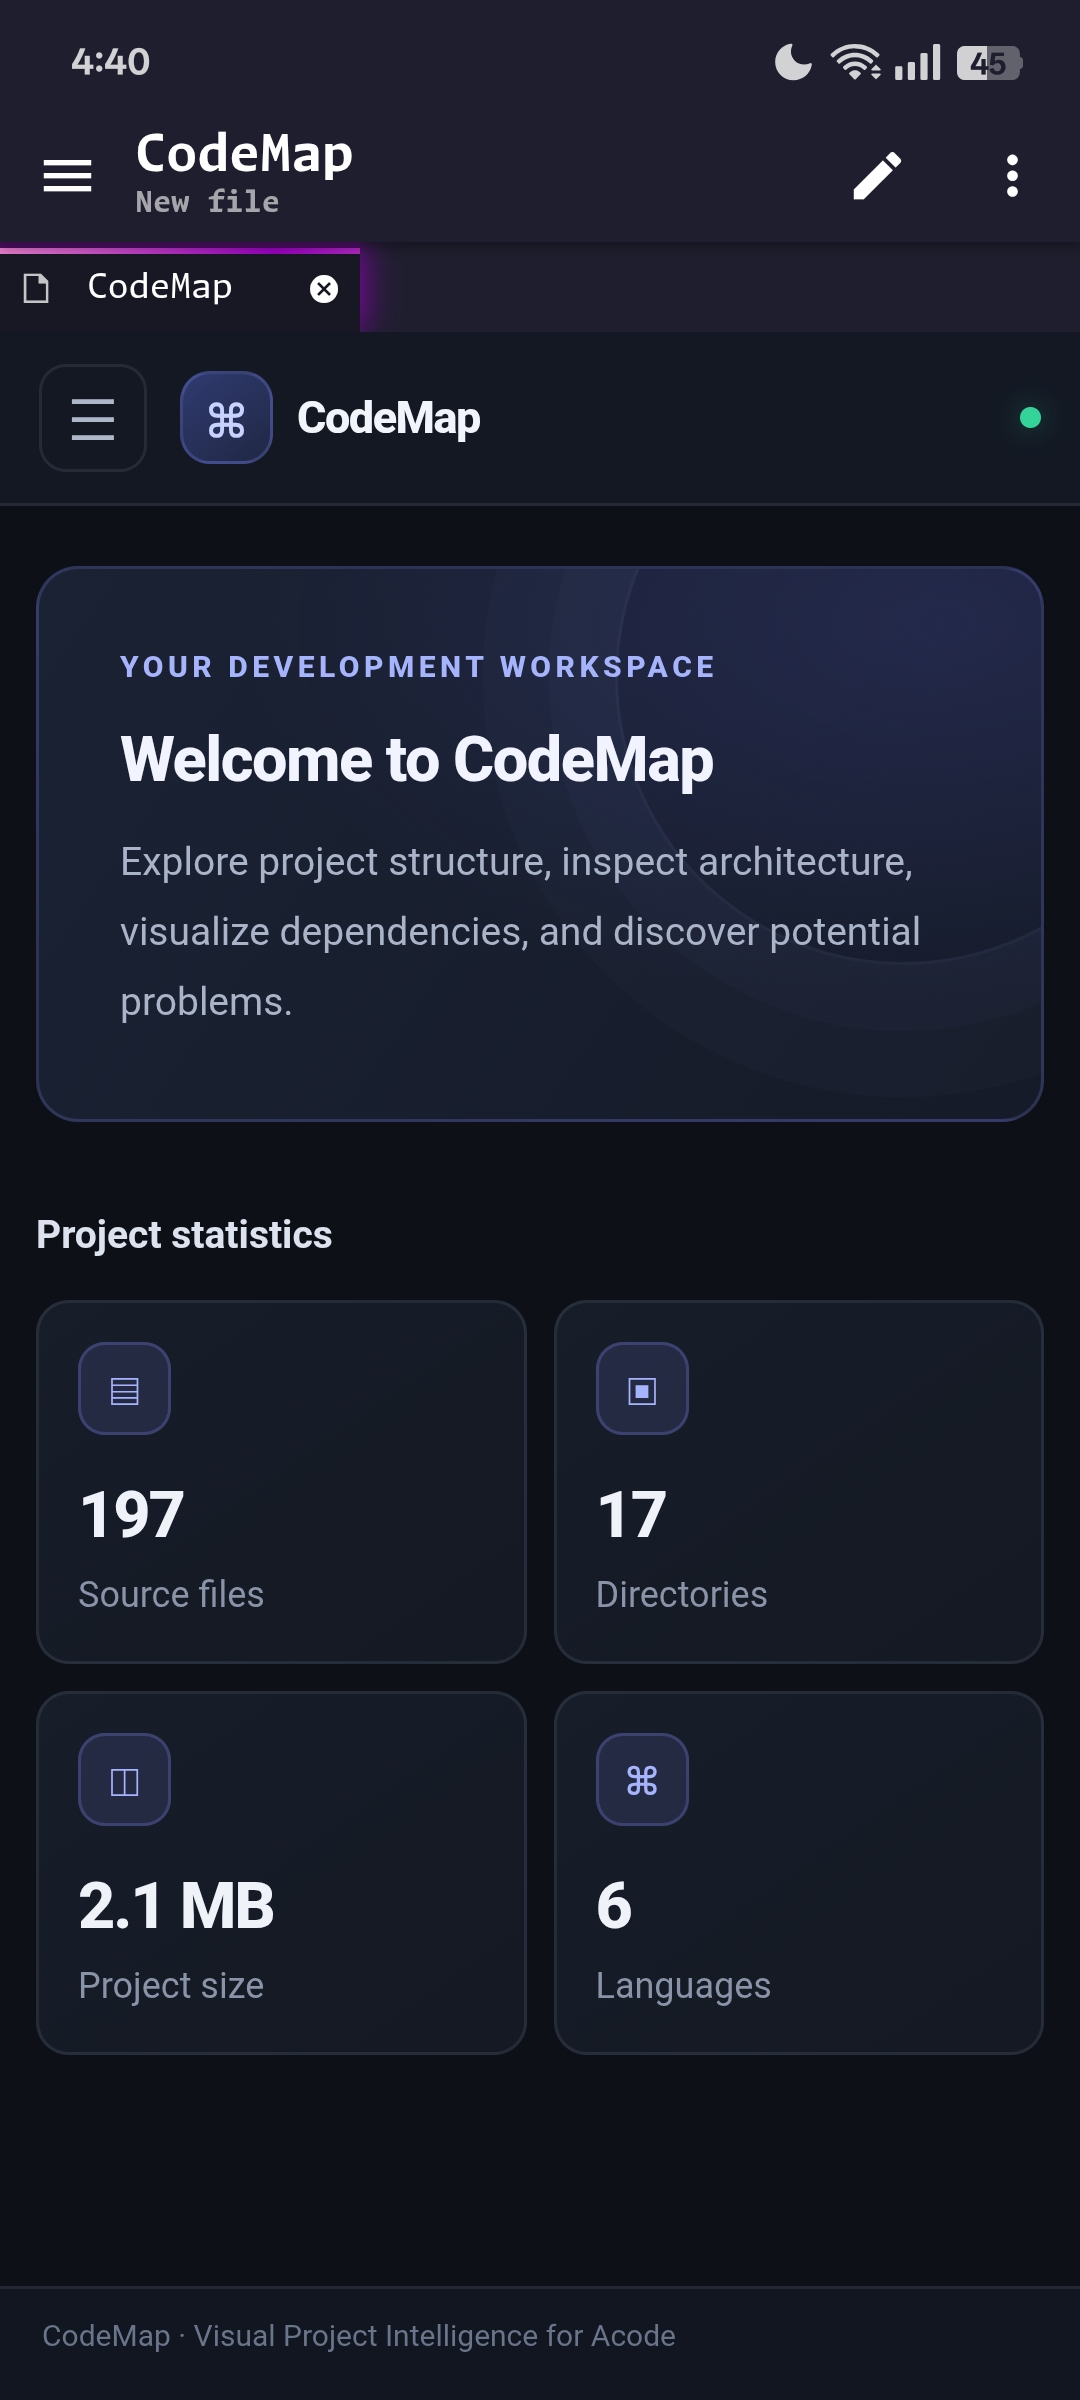 4:40
45
CodeMap
New file
CodeMap
⌘ CodeMap
YOUR DEVELOPMENT WORKSPACE
Welcome to CodeMap
Explore project structure, inspect architecture,
visualize dependencies, and discover potential
problems.
Project statistics
197
Source files
17
Directories
2.1 MB
Project size
⌘
6
Languages
CodeMap · Visual Project Intelligence for Acode